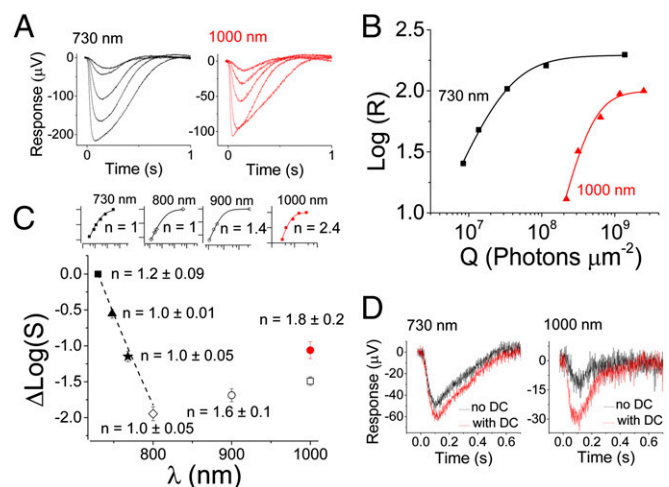 A
730 nm
1000 nm
Response (µV)
0
-100
-200
0
-50
-100
0
1
0
1
Time (s)
Time (s)
B
Log (R)
2.5
2.0
1.5
1.0
730 nm
1000 nm
10⁷
10⁸
10⁹
Q (Photons µm⁻²)
C
730 nm
800 nm
900 nm
1000 nm
n = 1
n = 1
n = 1.4
n = 2.4
ΔLog(S)
0.0
-0.5
-1.0
-1.5
-2.0
n = 1.2 ± 0.09
n = 1.0 ± 0.01
n = 1.0 ± 0.05
n = 1.8 ± 0.2
n = 1.6 ± 0.1
n = 1.0 ± 0.05
800
900
1000
λ (nm)
D
730 nm
1000 nm
Response (µV)
0
-20
-40
-60
0
-15
-30
no DC
with DC
no DC
with DC
0.0 0.2 0.4 0.6
0.0 0.2 0.4 0.6
Time (s)
Time (s)